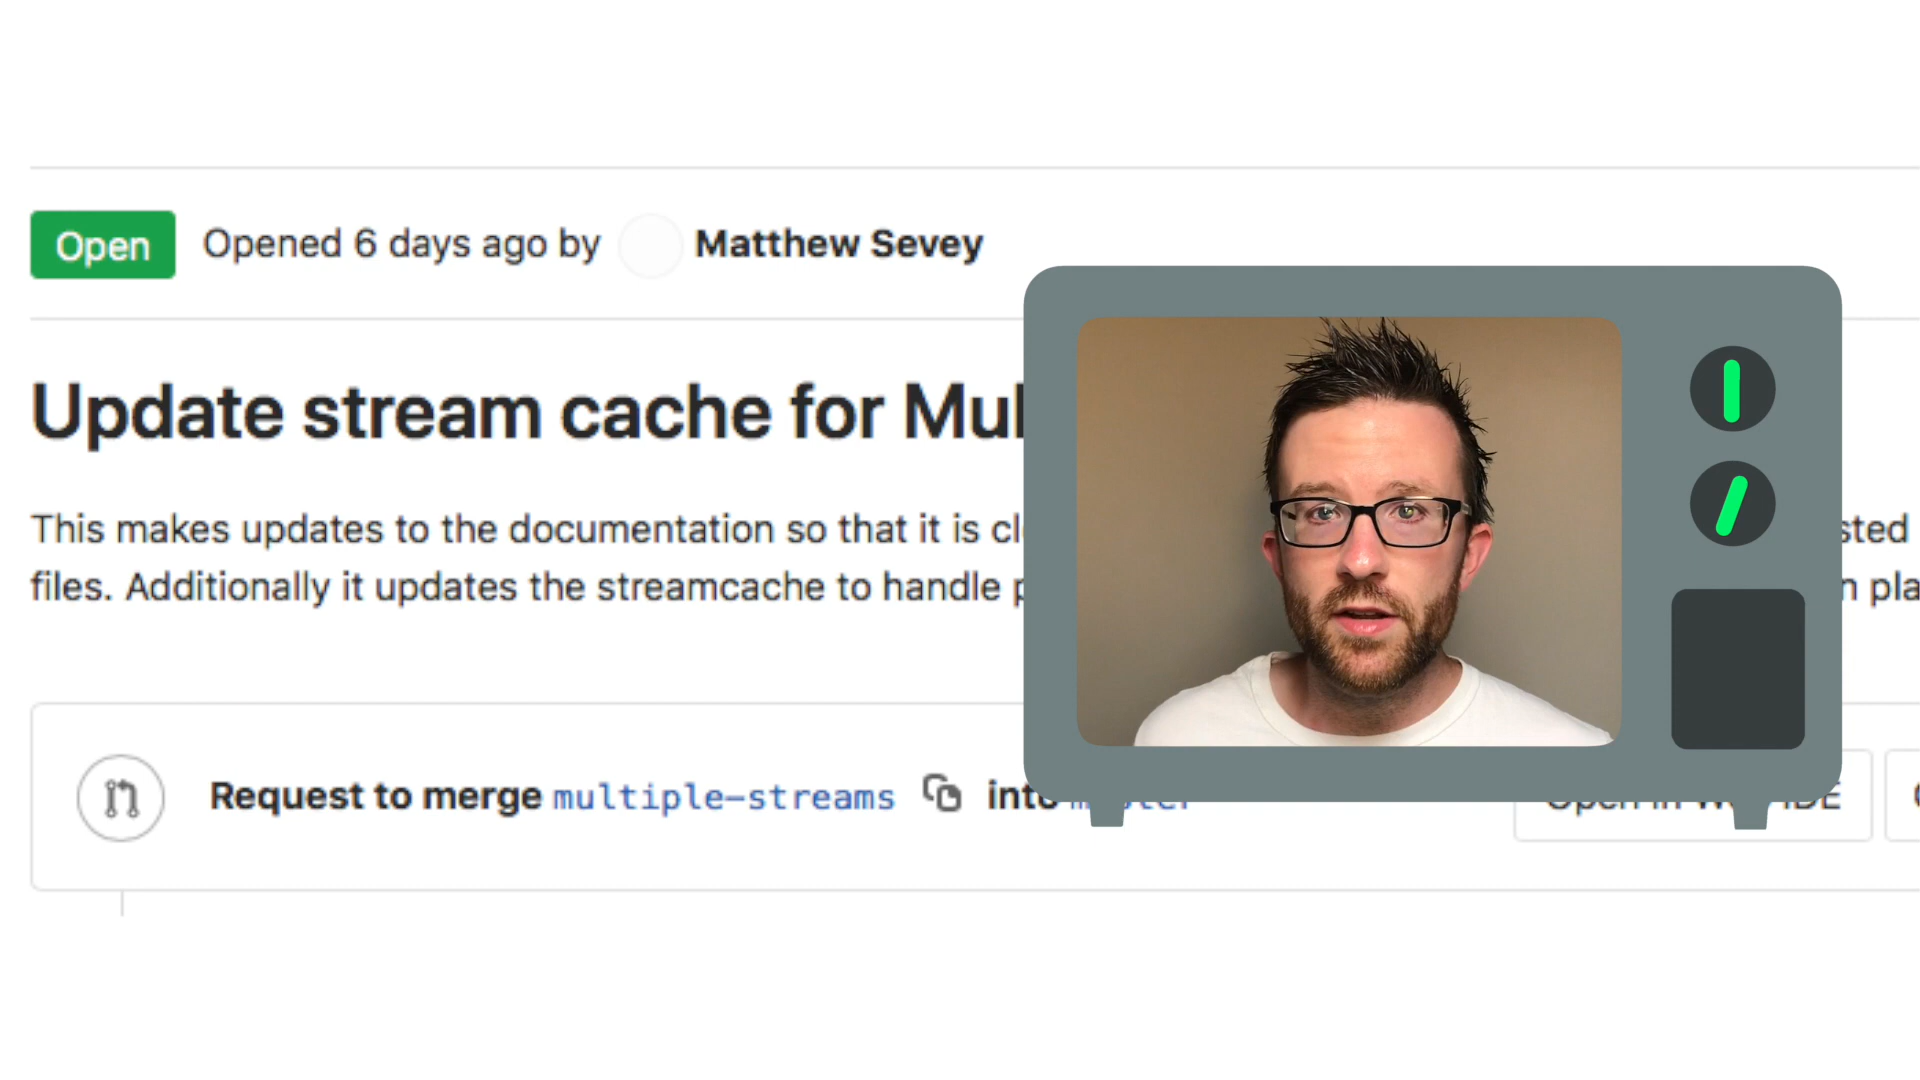 Open Opened 6 days ago by Matthew Sevey
Update stream cache for Mul
This makes updates to the documentation so that it is cl sted
files. Additionally it updates the streamcache to handle p n pla
Request to merge multiple-streams into